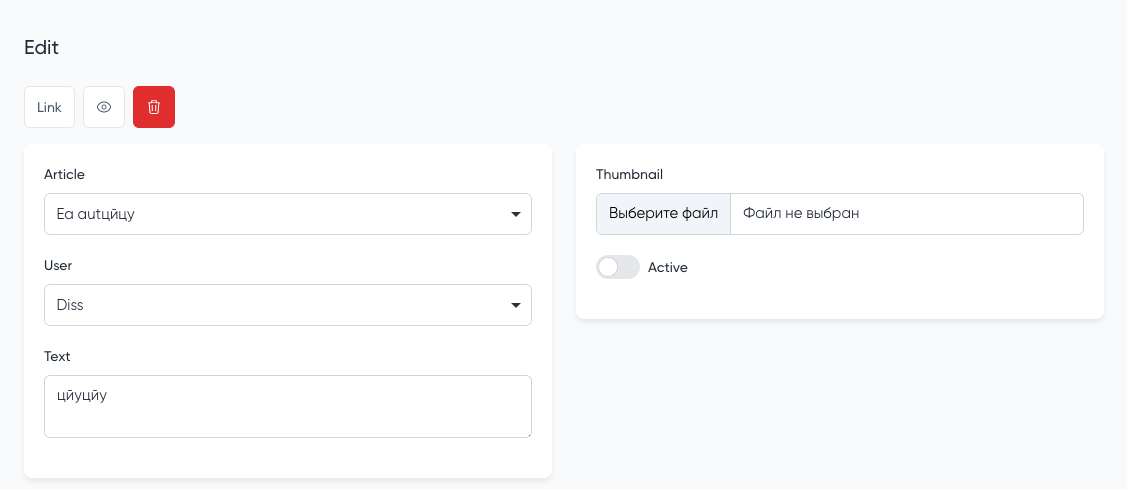 Edit
Link
Article
Ea autцйцу
User
Diss
Text
цйуцйу
Thumbnail
Выберите файл Файл не выбран
Active